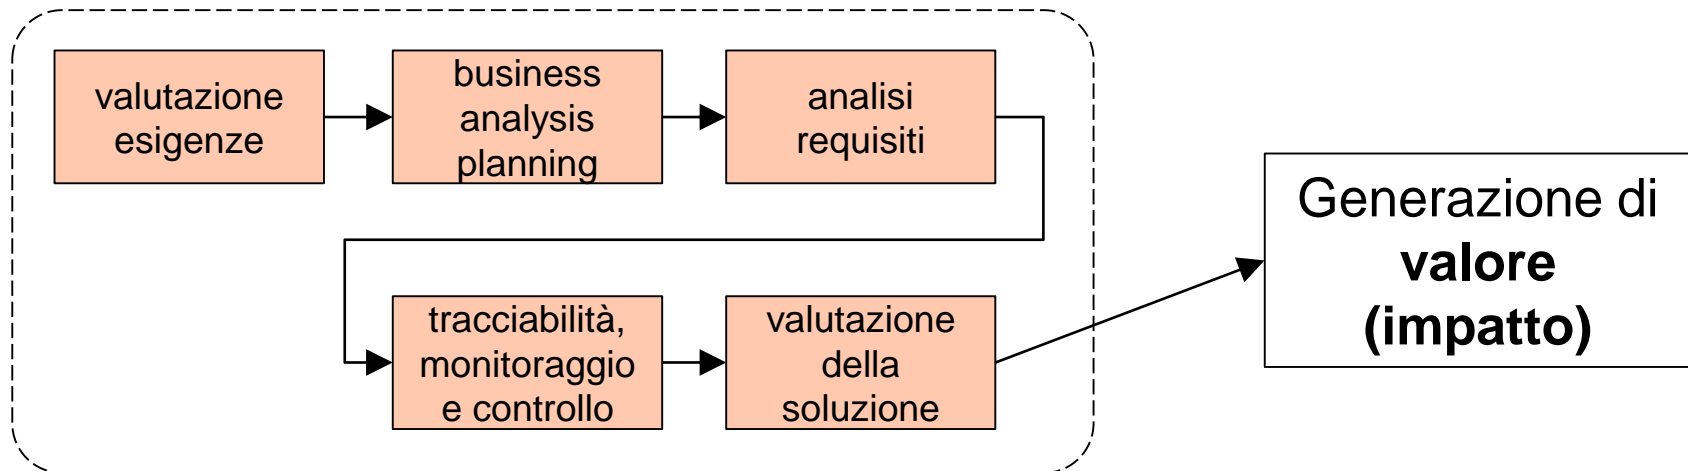 valutazione
esigenze
business
analysis
planning
analisi
requisiti
tracciabilità,
monitoraggio
e controllo
valutazione
della
soluzione
Generazione di
valore
(impatto)